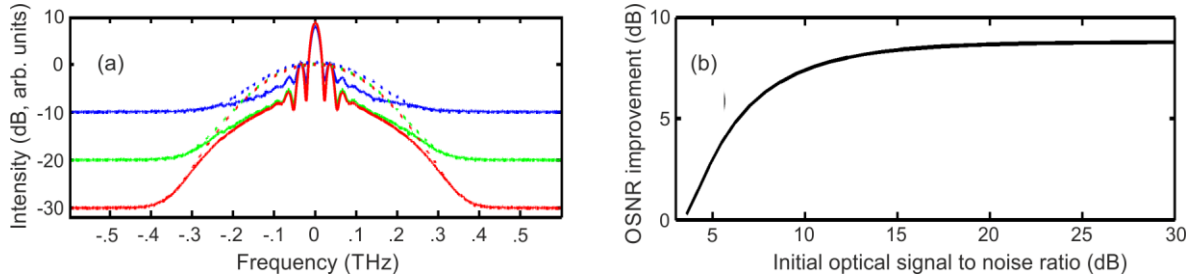 10
0
-10
-20
-30
Intensity (dB, arb. units)
(a)
-.5 -.4 -.3 -.2 -.1 0 .1 .2 .3 .4 .5
Frequency (THz)
10
5
0
OSNR improvement (dB)
(b)
5 10 15 20 25 30
Initial optical signal to noise ratio (dB)